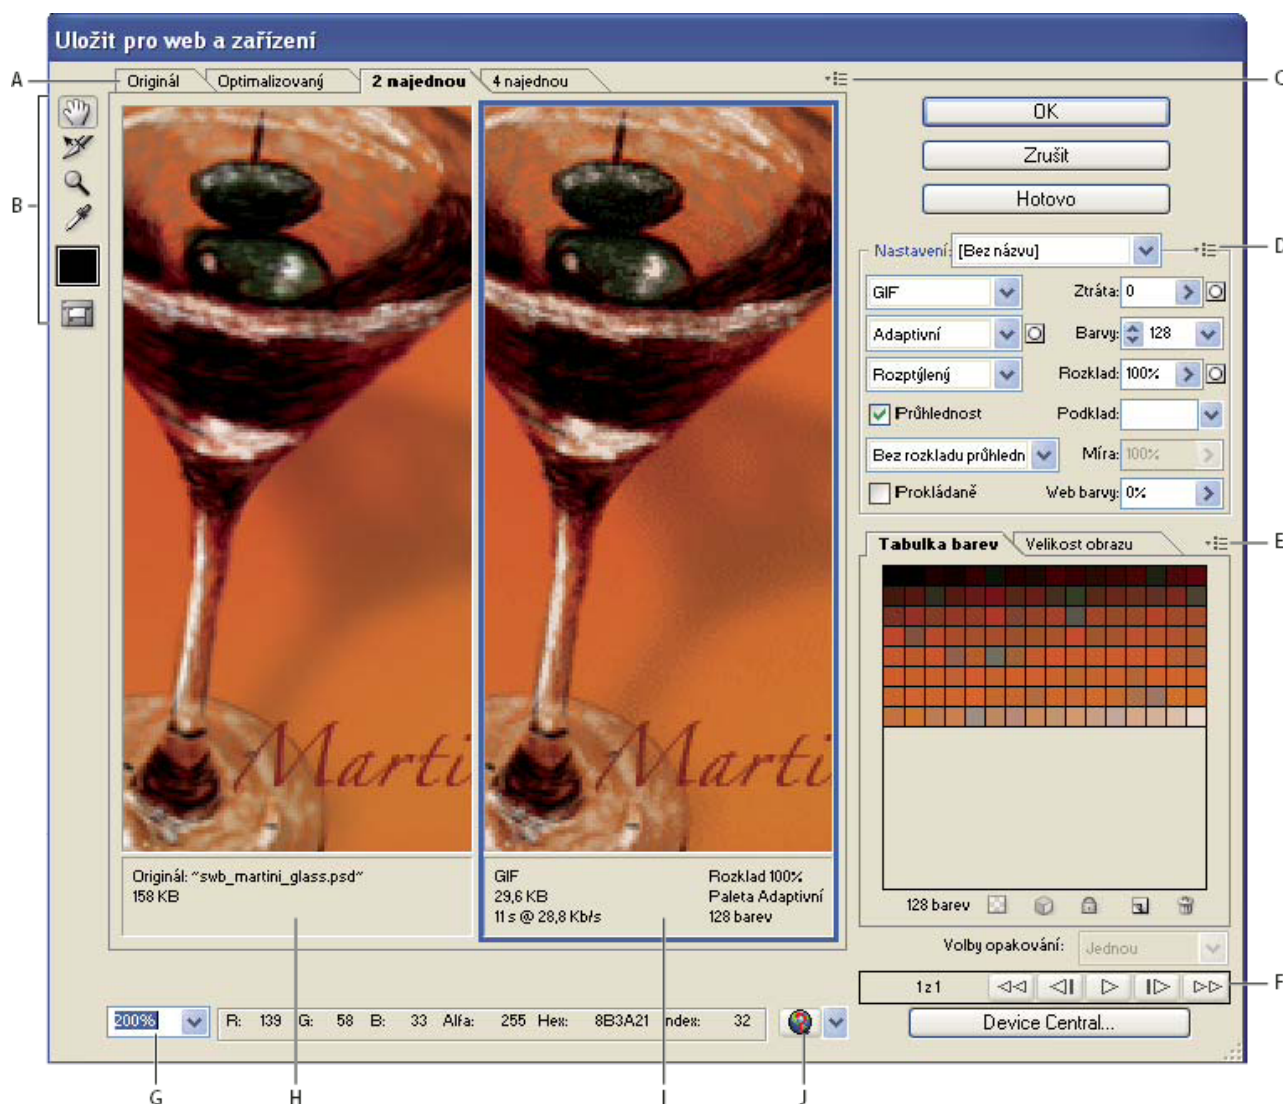 Uložit pro web a zařízení
A
Originál
Optimalizovaný
2 najednou
4 najednou
C
B
OK
Zrušit
Hotovo
Nastavení: [Bez názvu]
D
GIF
Ztráta: 0
Adaptivní
Barvy: 128
Rozptýlený
Rozklad: 100%
Průhlednost
Podklad:
Bez rozkladu průhledn
Míra: 100%
Prokládaně
Web barvy: 0%
Tabulka barev
Velikost obrazu
E
Marti
Marti
Originál: "swb_martini_glass.psd"
158 KB
GIF
29,6 KB
11 s @ 28,8 Kb/s
Rozklad 100%
Paleta Adaptivní
128 barev
128 barev
Volby opakování: Jednou
1 z 1
F
200%
R: 139 G: 58 B: 33 Alfa: 255 Hex: 8B3A21 ndex: 32
Device Central...
G
H
I
J